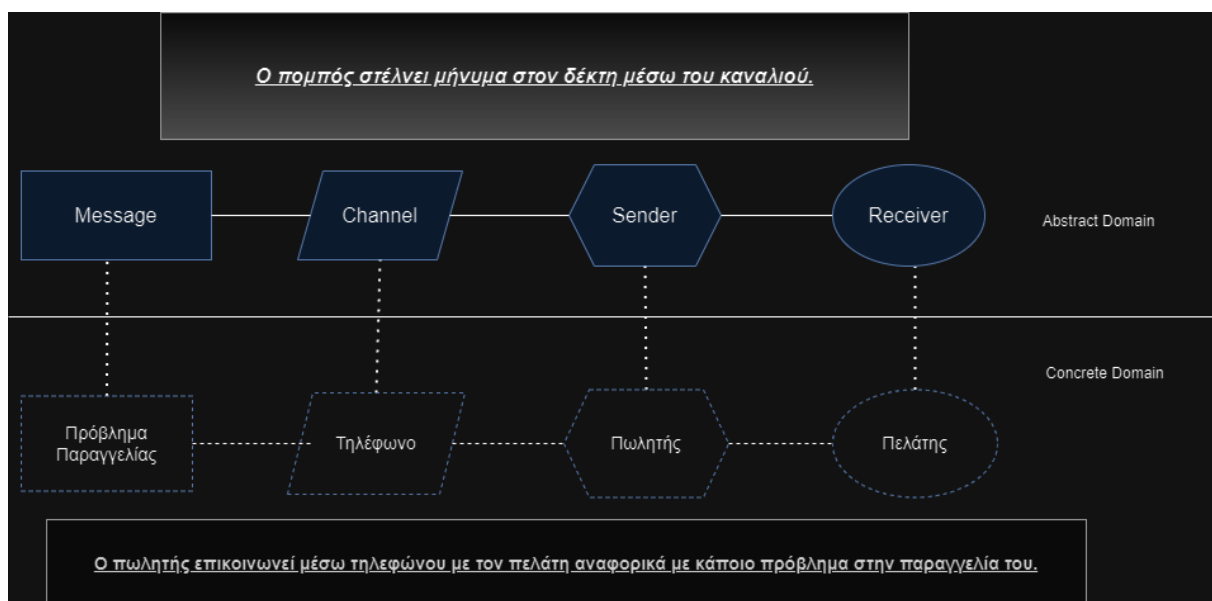 Ο πομπός στέλνει μήνυμα στον δέκτη μέσω του καναλιού.
Message
Channel
Sender
Receiver
Abstract Domain
Concrete Domain
Πρόβλημα
Παραγγελίας
Τηλέφωνο
Πωλητής
Πελάτης
Ο πωλητής επικοινωνεί μέσω τηλεφώνου με τον πελάτη αναφορικά με κάποιο πρόβλημα στην παραγγελία του.